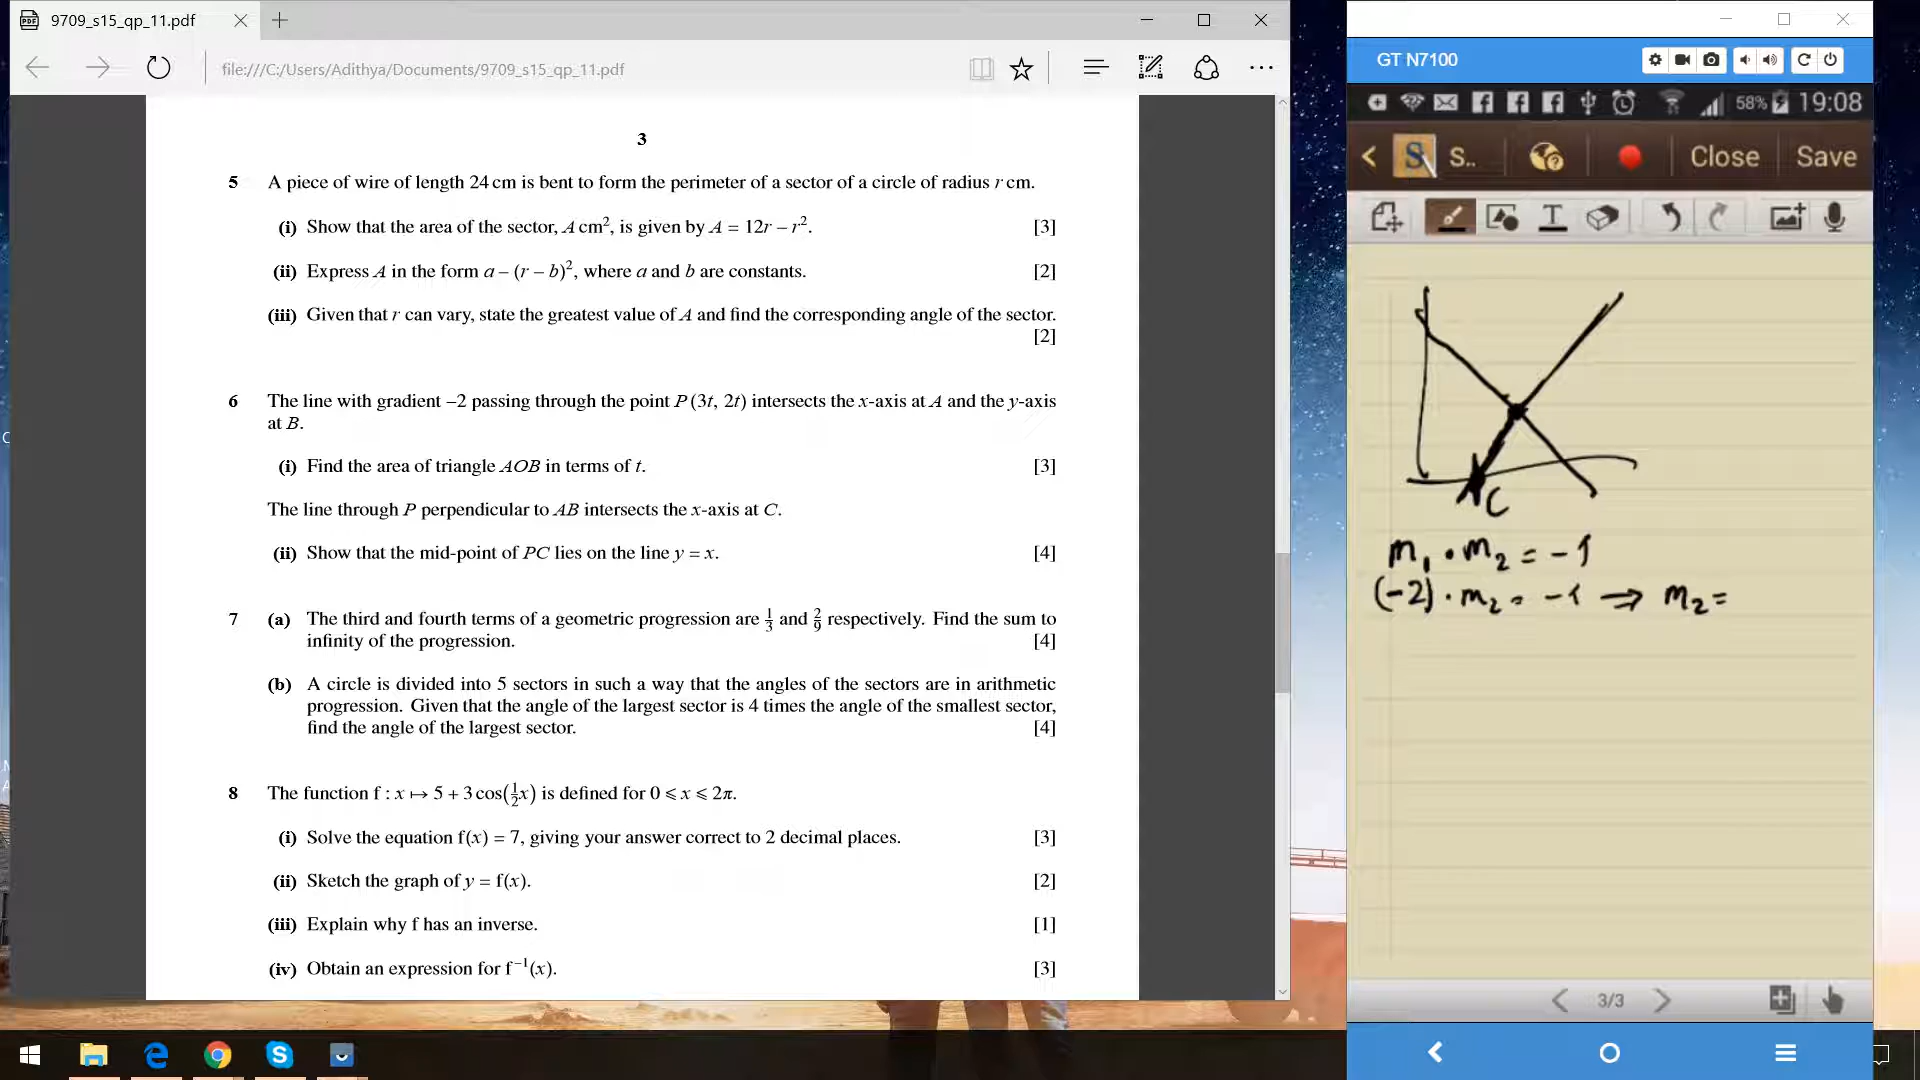 9709_s15_qp_11.pdf
file:///C:/Users/Adithya/Documents/9709_s15_qp_11.pdf
3
5 A piece of wire of length 24 cm is bent to form the perimeter of a sector of a circle of radius r cm.
(i) Show that the area of the sector, A cm², is given by A = 12r − r². [3]
(ii) Express A in the form a − (r − b)², where a and b are constants. [2]
(iii) Given that r can vary, state the greatest value of A and find the corresponding angle of the sector.
[2]
6 The line with gradient −2 passing through the point P (3t, 2t) intersects the x-axis at A and the y-axis
at B.
(i) Find the area of triangle AOB in terms of t. [3]
The line through P perpendicular to AB intersects the x-axis at C.
(ii) Show that the mid-point of PC lies on the line y = x. [4]
7 (a) The third and fourth terms of a geometric progression are 1/3 and 2/9 respectively. Find the sum to
infinity of the progression. [4]
(b) A circle is divided into 5 sectors in such a way that the angles of the sectors are in arithmetic
progression. Given that the angle of the largest sector is 4 times the angle of the smallest sector,
find the angle of the largest sector. [4]
8 The function f : x ↦ 5 + 3 cos(½x) is defined for 0 ⩽ x ⩽ 2π.
(i) Solve the equation f(x) = 7, giving your answer correct to 2 decimal places. [3]
(ii) Sketch the graph of y = f(x). [2]
(iii) Explain why f has an inverse. [1]
(iv) Obtain an expression for f⁻¹(x). [3]
GT N7100
58% 19:08
S S.. Close Save
T
C
m₁ · m₂ = −1
(−2) · m₂ = −1 ⇒ m₂ =
3/3